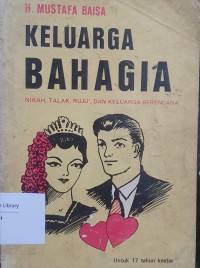 H. MUSTAFA BAISA
KELUARGA
BAHAGIA
NIKAH, TALAK, RUJU', DAN KELUARGA BERENCANA
Library
Untuk 17 tahun keatas